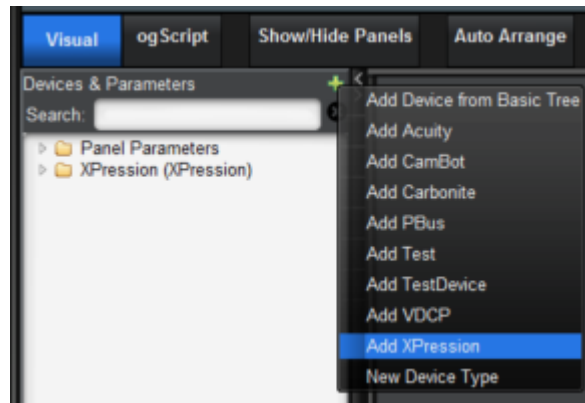 Visual ogScript Show/Hide Panels Auto Arrange
Devices & Parameters
Search:
Panel Parameters
XPression (XPression)
Add Device from Basic Tree
Add Acuity
Add CamBot
Add Carbonite
Add PBus
Add Test
Add TestDevice
Add VDCP
Add XPression
New Device Type